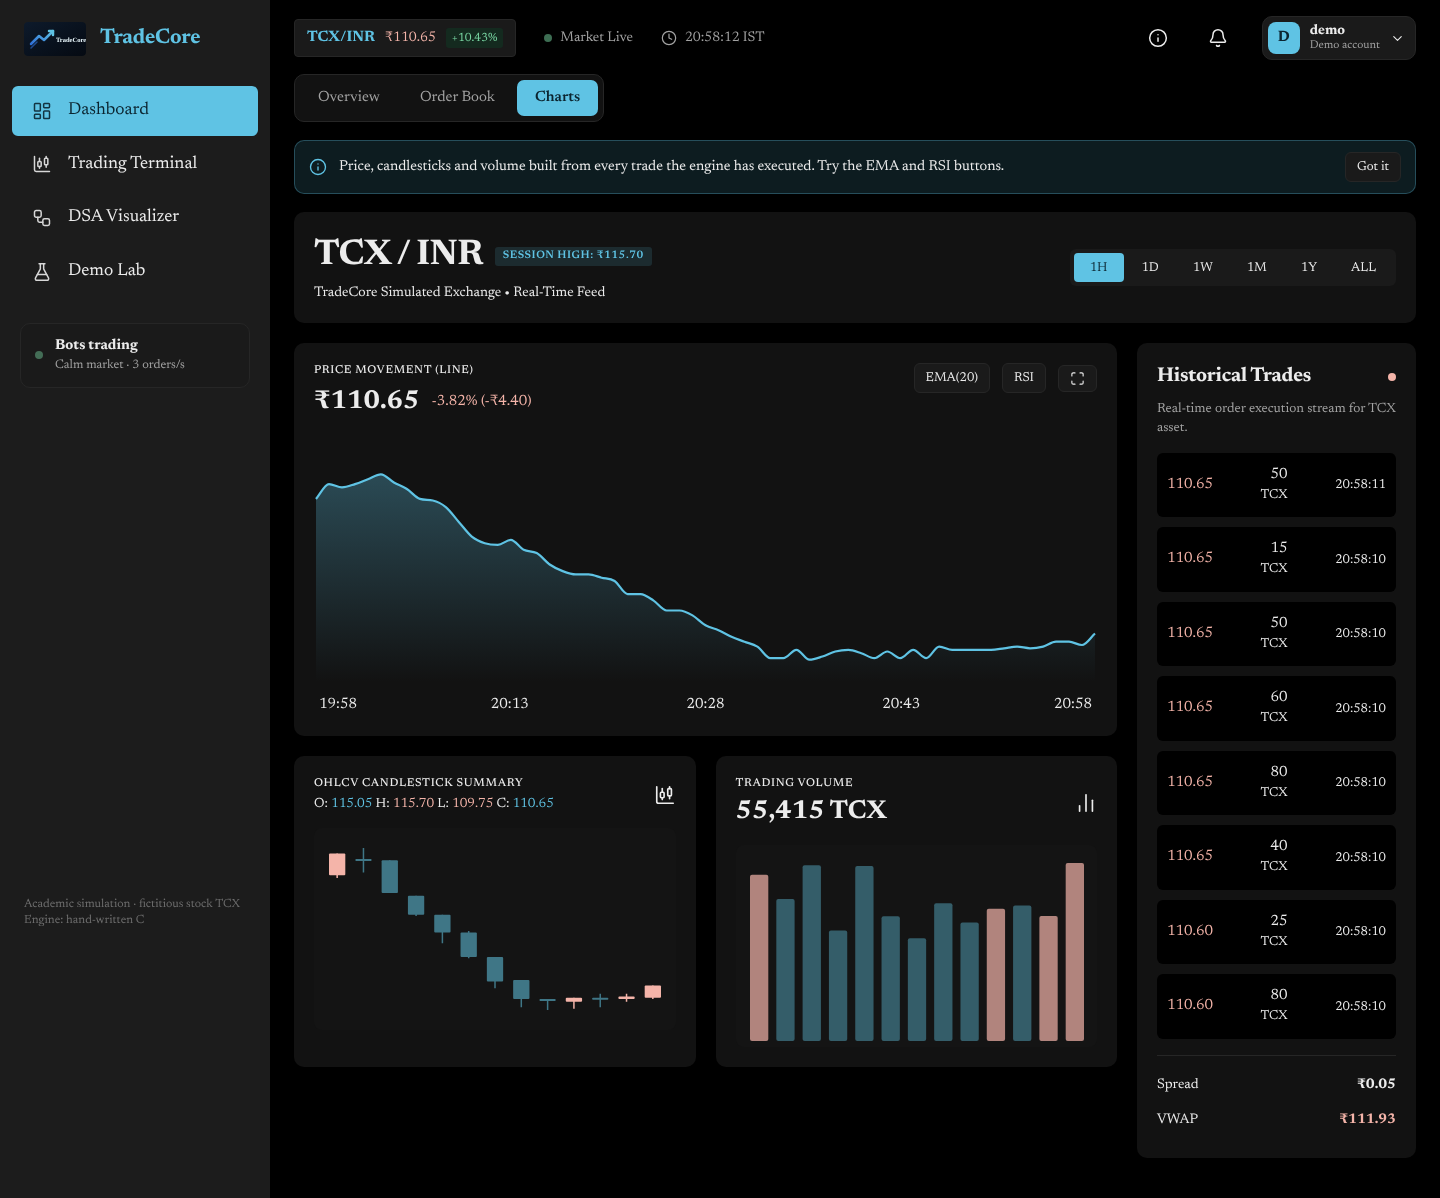 TradeCore
TradeCore
Dashboard
Trading Terminal
DSA Visualizer
Demo Lab
Bots trading
Calm market · 3 orders/s
Academic simulation · fictitious stock TCX
Engine: hand-written C
TCX/INR ₹110.65 +10.43%
Market Live
20:58:12 IST
D
demo
Demo account
Overview
Order Book
Charts
Price, candlesticks and volume built from every trade the engine has executed. Try the EMA and RSI buttons.
Got it
TCX / INR
SESSION HIGH: ₹115.70
TradeCore Simulated Exchange • Real-Time Feed
1H
1D
1W
1M
1Y
ALL
PRICE MOVEMENT (LINE)
₹110.65 -3.82% (-₹4.40)
EMA(20)
RSI
19:58
20:13
20:28
20:43
20:58
OHLCV CANDLESTICK SUMMARY
O: 115.05 H: 115.70 L: 109.75 C: 110.65
TRADING VOLUME
55,415 TCX
Historical Trades
Real-time order execution stream for TCX
asset.
110.65 50 TCX 20:58:11
110.65 15 TCX 20:58:10
110.65 50 TCX 20:58:10
110.65 60 TCX 20:58:10
110.65 80 TCX 20:58:10
110.65 40 TCX 20:58:10
110.60 25 TCX 20:58:10
110.60 80 TCX 20:58:10
Spread ₹0.05
VWAP ₹111.93